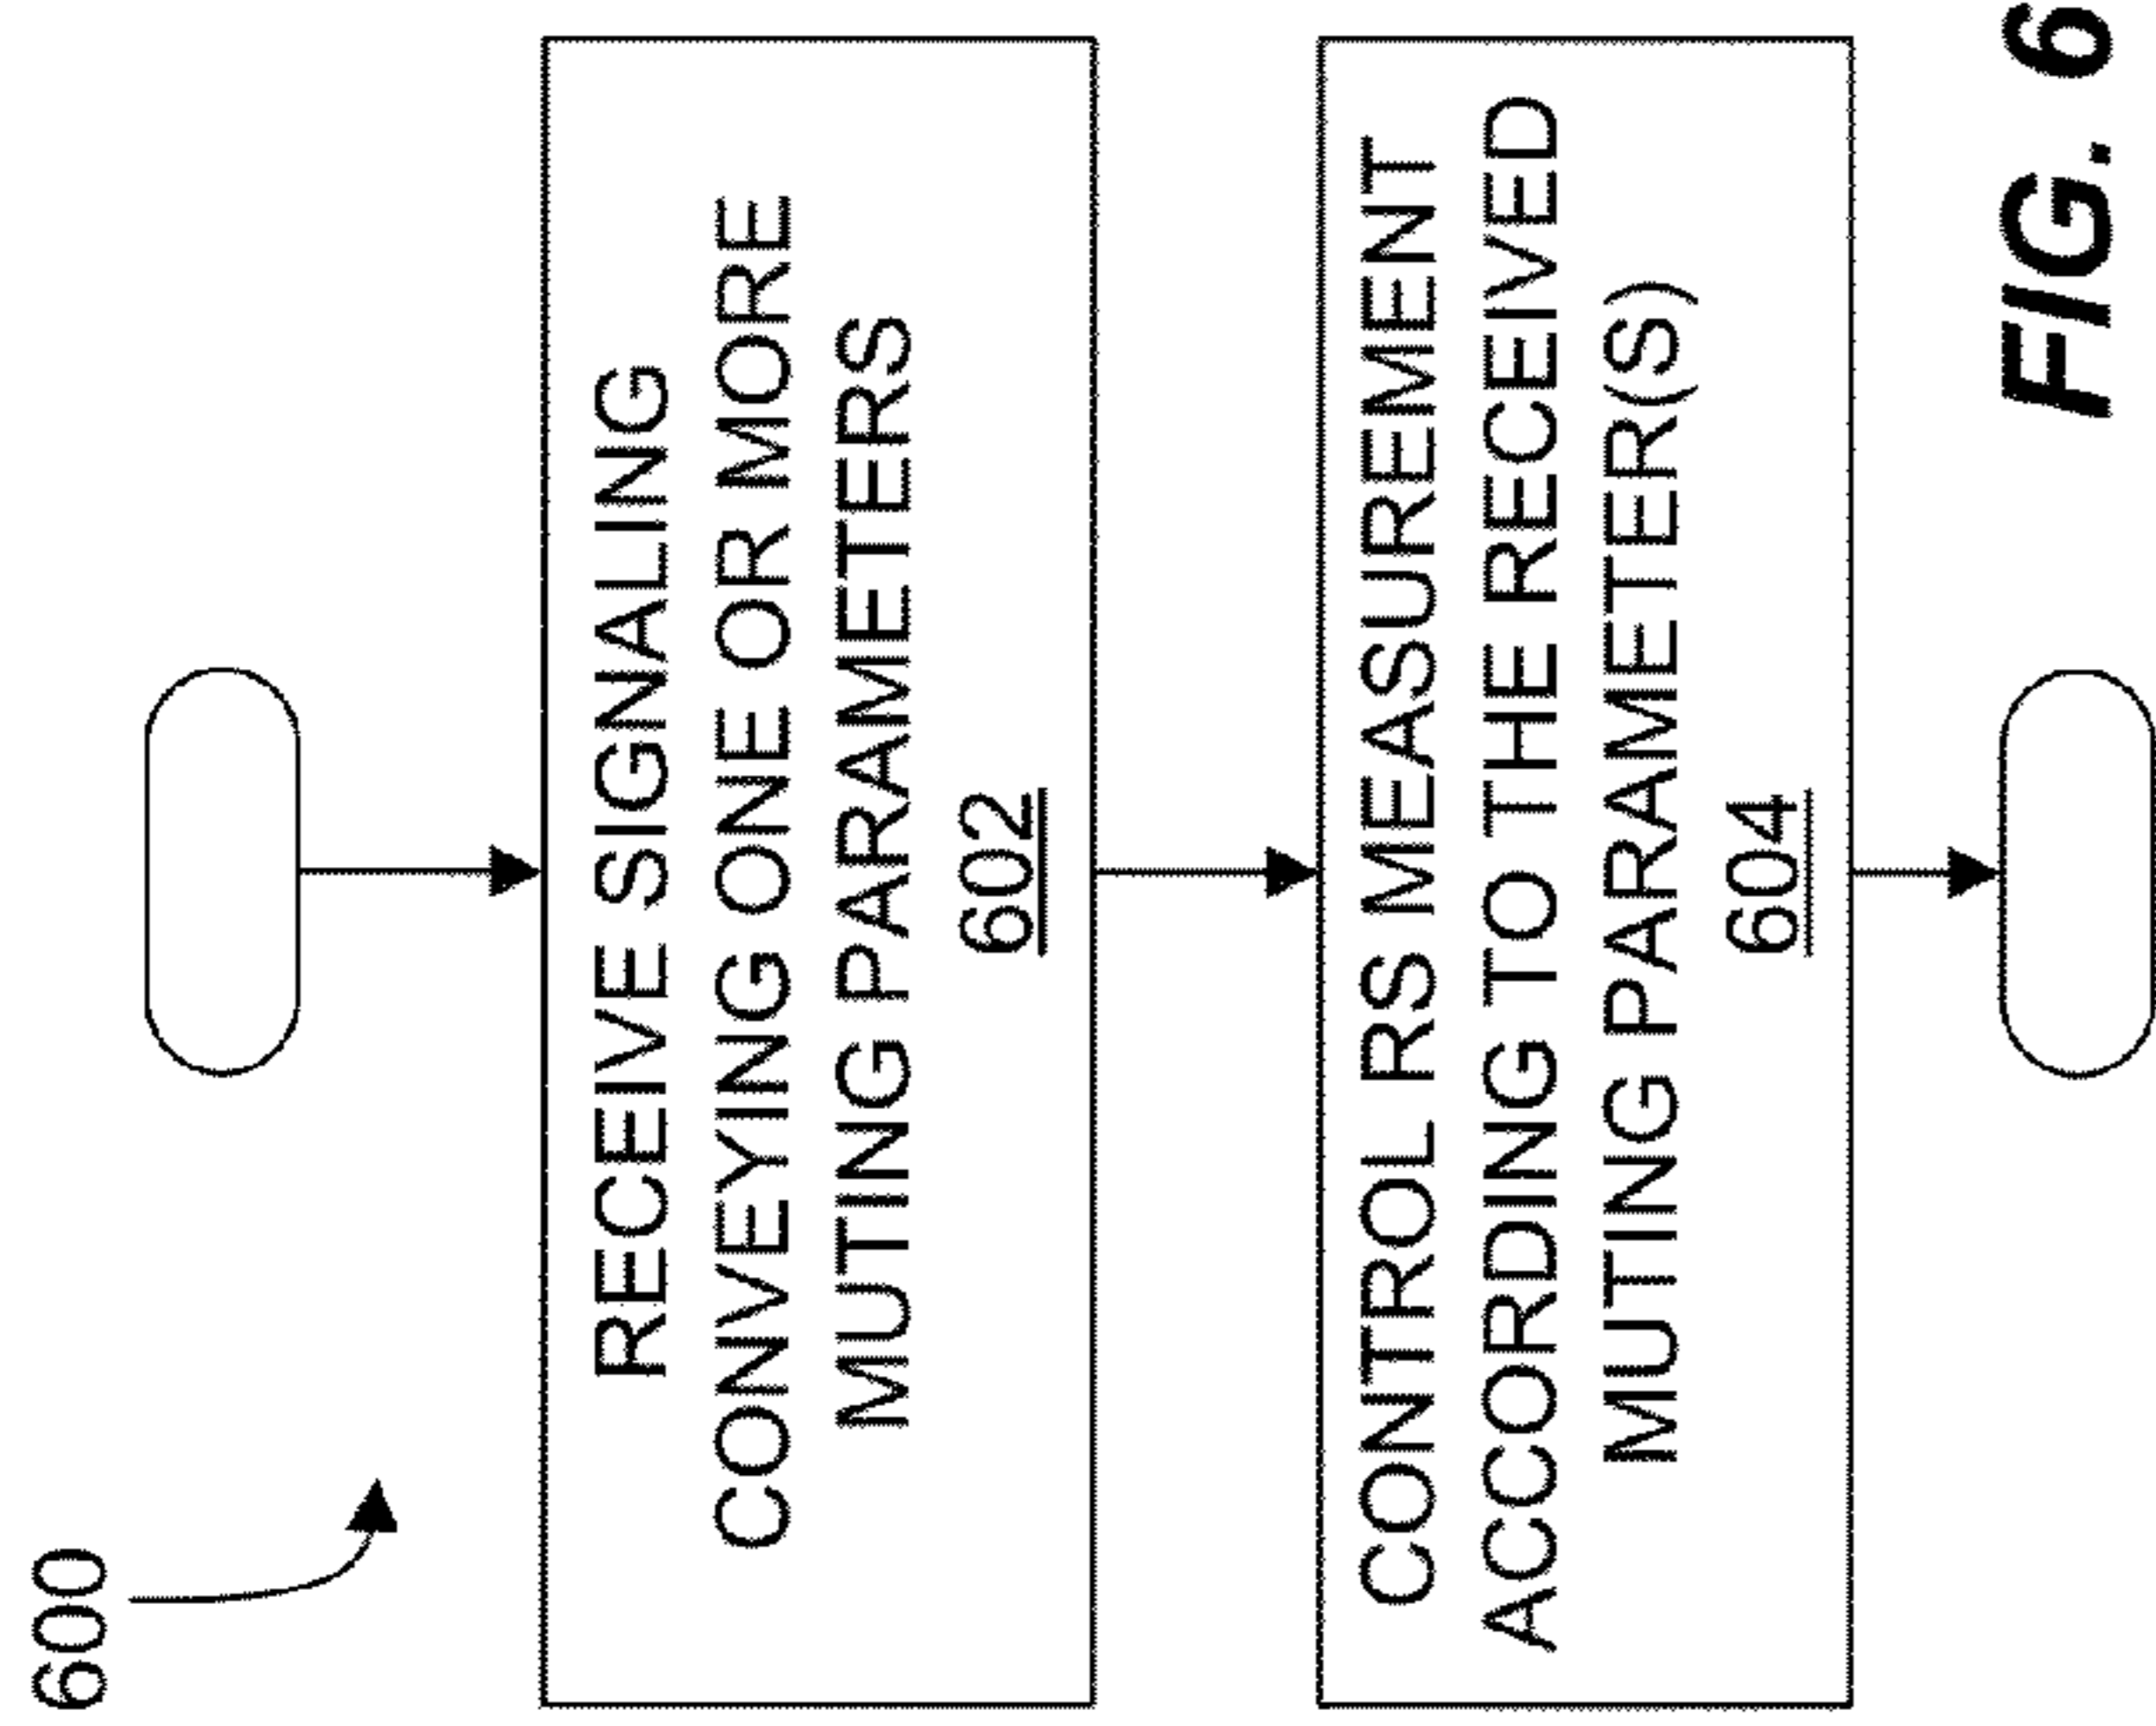 600
RECEIVE SIGNALING
CONVEYING ONE OR MORE
MUTING PARAMETERS
602
CONTROL RS MEASUREMENT
ACCORDING TO THE RECEIVED
MUTING PARAMETER(S)
604
FIG. 6